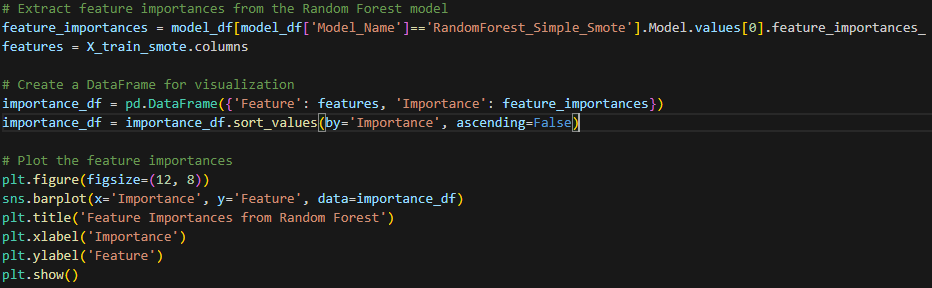 # Extract feature importances from the Random Forest model
feature_importances = model_df[model_df['Model_Name']=='RandomForest_Simple_Smote'].Model.values[0].feature_importances_
features = X_train_smote.columns
# Create a DataFrame for visualization
importance_df = pd.DataFrame({'Feature': features, 'Importance': feature_importances})
importance_df = importance_df.sort_values(by='Importance', ascending=False)
# Plot the feature importances
plt.figure(figsize=(12, 8))
sns.barplot(x='Importance', y='Feature', data=importance_df)
plt.title('Feature Importances from Random Forest')
plt.xlabel('Importance')
plt.ylabel('Feature')
plt.show()